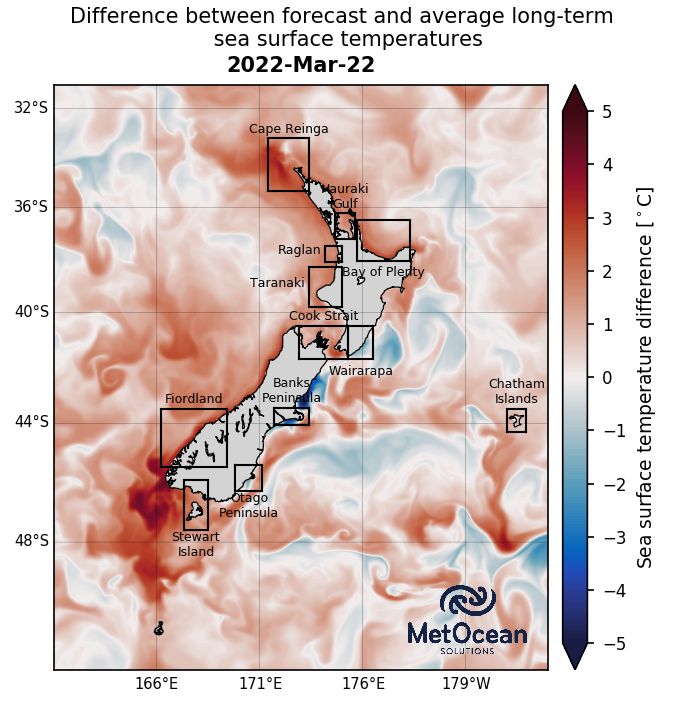 Difference between forecast and average long-term
sea surface temperatures
2022-Mar-22
32°S
36°S
40°S
44°S
48°S
166°E
171°E
176°E
179°W
Cape Reinga
Hauraki
Gulf
Raglan
Bay of Plenty
Taranaki
Cook Strait
Wairarapa
Banks
Peninsula
Chatham
Islands
Fiordland
Otago
Peninsula
Stewart
Island
MetOcean
SOLUTIONS
5
4
3
2
1
0
−1
−2
−3
−4
−5
Sea surface temperature difference [°C]